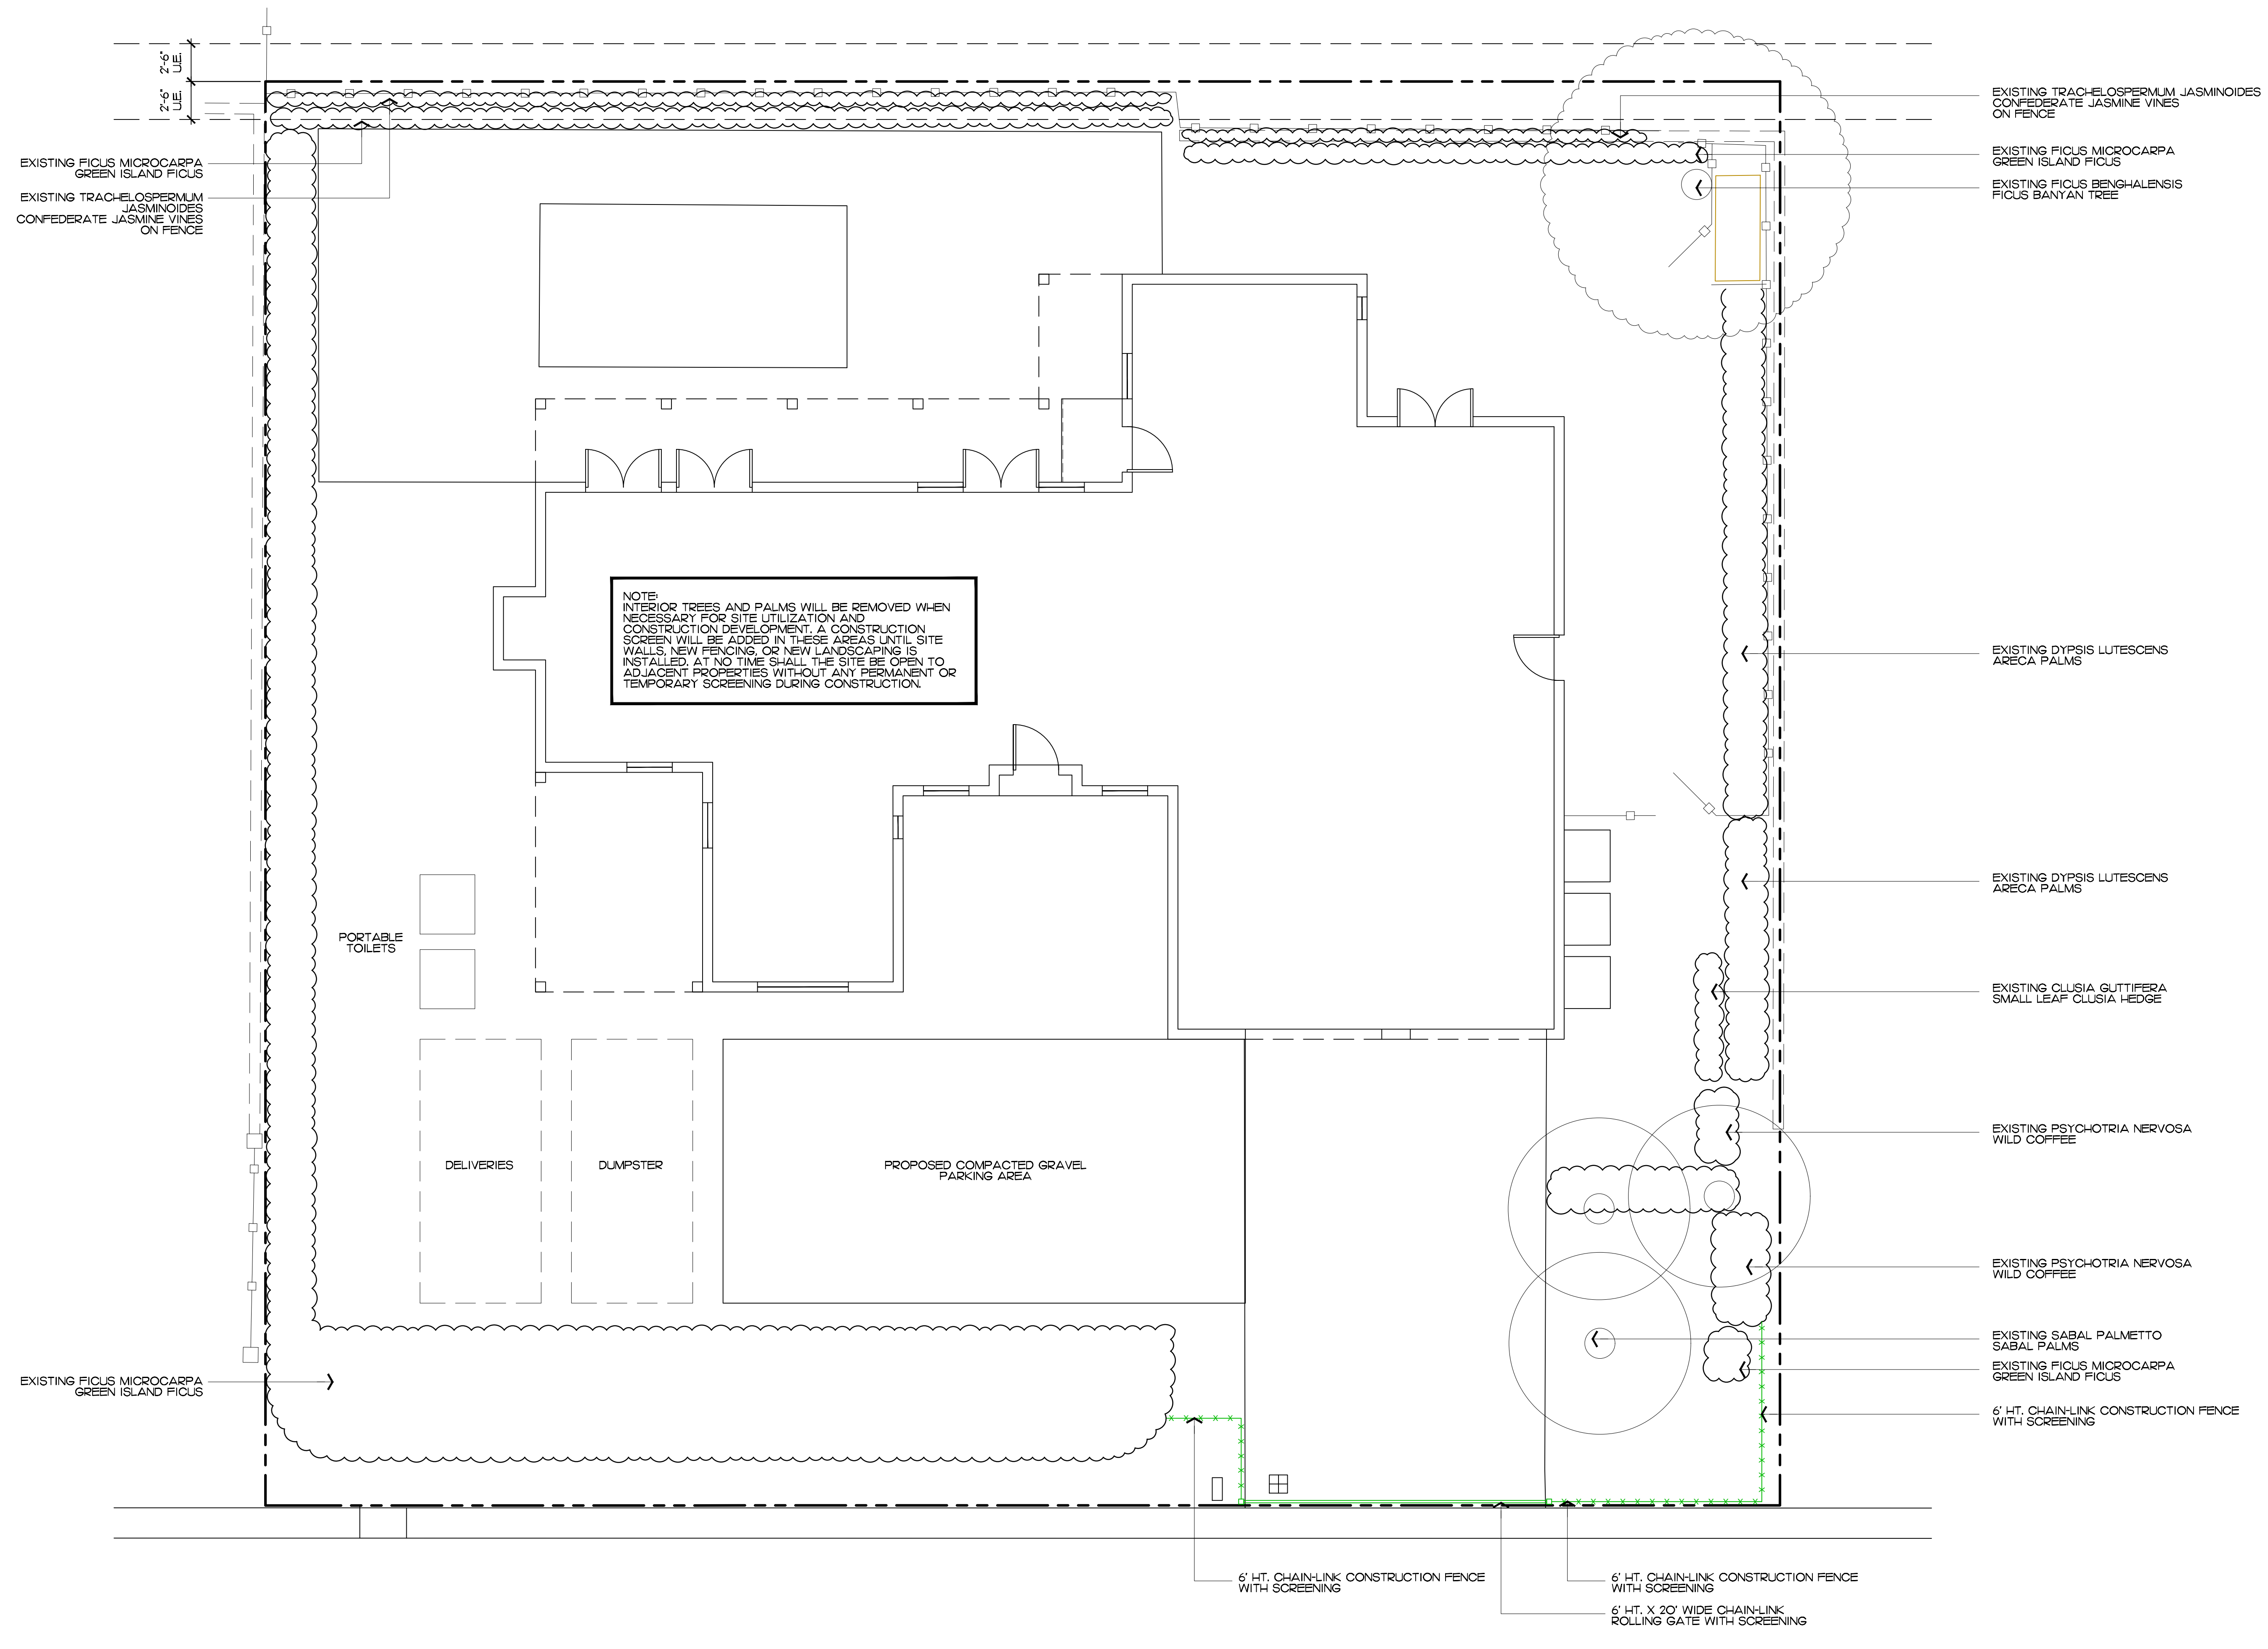 2'-6"
U.E.
2'-6"
U.E.
EXISTING FICUS MICROCARPA
GREEN ISLAND FICUS
EXISTING TRACHELOSPERMUM
JASMINOIDES
CONFEDERATE JASMINE VINES
ON FENCE
EXISTING TRACHELOSPERMUM JASMINOIDES
CONFEDERATE JASMINE VINES
ON FENCE
EXISTING FICUS MICROCARPA
GREEN ISLAND FICUS
EXISTING FICUS BENGHALENSIS
FICUS BANYAN TREE
NOTE:
INTERIOR TREES AND PALMS WILL BE REMOVED WHEN
NECESSARY FOR SITE UTILIZATION AND
CONSTRUCTION DEVELOPMENT. A CONSTRUCTION
SCREEN WILL BE ADDED IN THESE AREAS UNTIL SITE
WALLS, NEW FENCING, OR NEW LANDSCAPING IS
INSTALLED. AT NO TIME SHALL THE SITE BE OPEN TO
ADJACENT PROPERTIES WITHOUT ANY PERMANENT OR
TEMPORARY SCREENING DURING CONSTRUCTION.
EXISTING DYPSIS LUTESCENS
ARECA PALMS
EXISTING DYPSIS LUTESCENS
ARECA PALMS
PORTABLE
TOILETS
EXISTING CLUSIA GUTTIFERA
SMALL LEAF CLUSIA HEDGE
EXISTING PSYCHOTRIA NERVOSA
WILD COFFEE
DELIVERIES
DUMPSTER
PROPOSED COMPACTED GRAVEL
PARKING AREA
EXISTING PSYCHOTRIA NERVOSA
WILD COFFEE
EXISTING SABAL PALMETTO
SABAL PALMS
EXISTING FICUS MICROCARPA
GREEN ISLAND FICUS
EXISTING FICUS MICROCARPA
GREEN ISLAND FICUS
6' HT. CHAIN-LINK CONSTRUCTION FENCE
WITH SCREENING
6' HT. CHAIN-LINK CONSTRUCTION FENCE
WITH SCREENING
6' HT. CHAIN-LINK CONSTRUCTION FENCE
WITH SCREENING
6' HT. X 20' WIDE CHAIN-LINK
ROLLING GATE WITH SCREENING